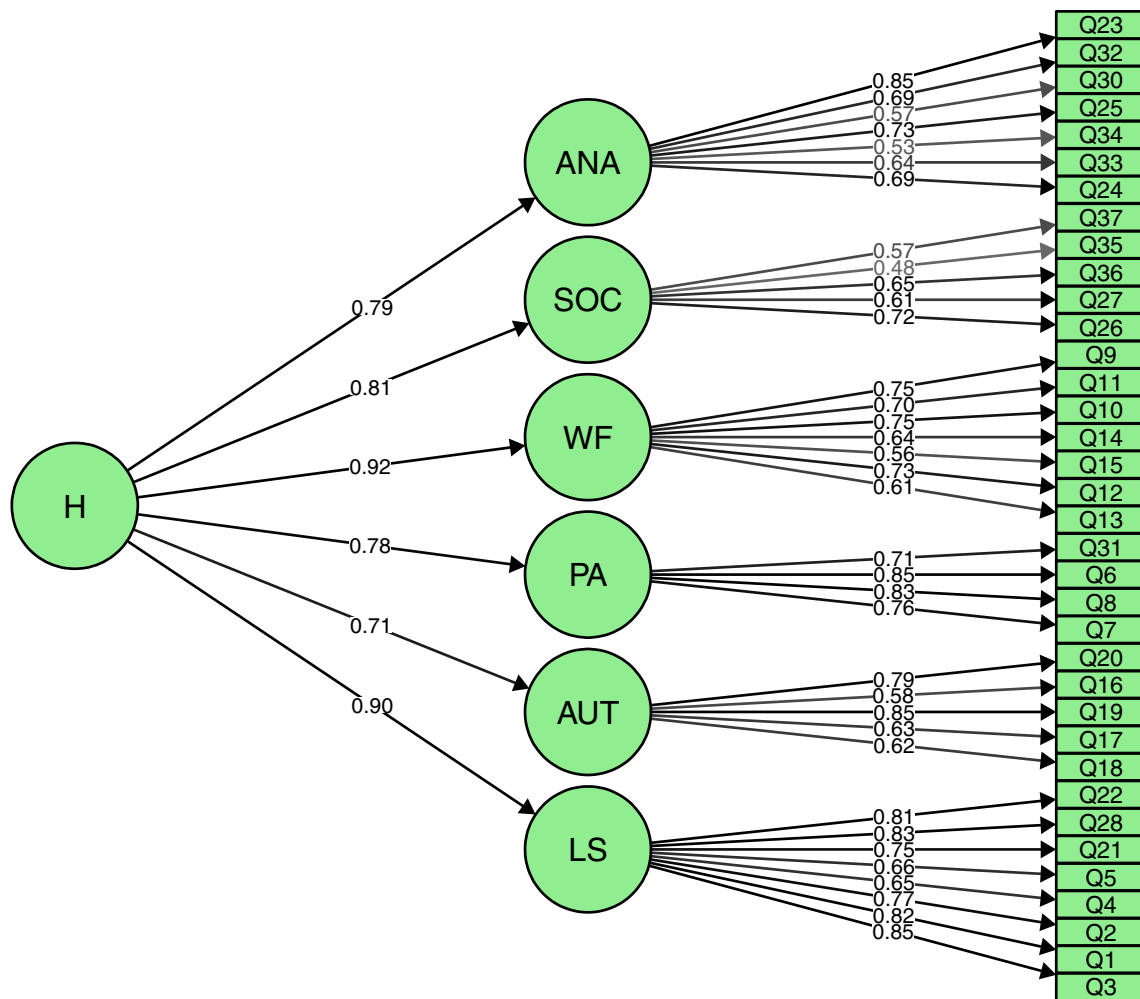 H
0.79
0.81
0.92
0.78
0.71
0.90
ANA
SOC
WF
PA
AUT
LS
0.85
0.69
0.57
0.73
0.53
0.64
0.69
0.57
0.48
0.65
0.61
0.72
0.75
0.70
0.75
0.64
0.56
0.73
0.61
0.71
0.85
0.83
0.76
0.79
0.58
0.85
0.63
0.62
0.81
0.83
0.75
0.66
0.65
0.77
0.82
0.85
Q23
Q32
Q30
Q25
Q34
Q33
Q24
Q37
Q35
Q36
Q27
Q26
Q9
Q11
Q10
Q14
Q15
Q12
Q13
Q31
Q6
Q8
Q7
Q20
Q16
Q19
Q17
Q18
Q22
Q28
Q21
Q5
Q4
Q2
Q1
Q3